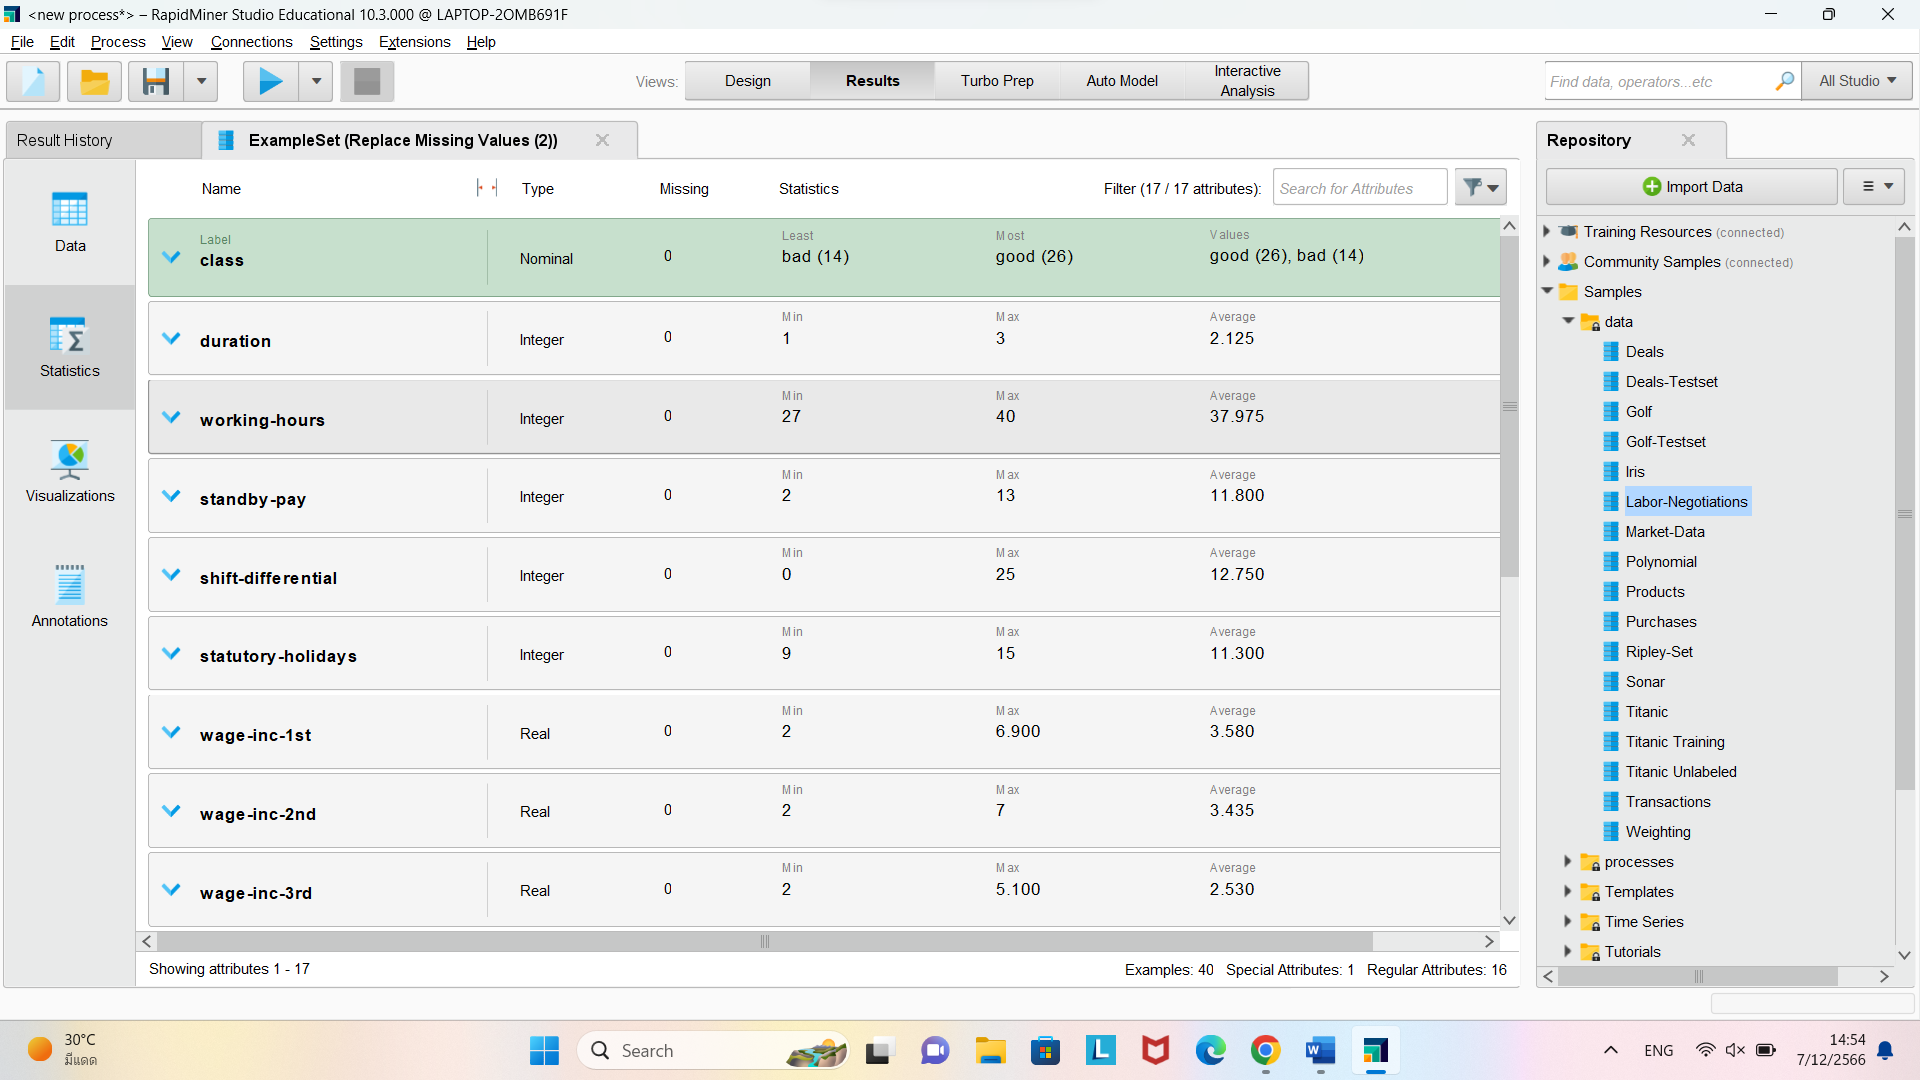 <new process*> – RapidMiner Studio Educational 10.3.000 @ LAPTOP-2OMB691F
File Edit Process View Connections Settings Extensions Help
Views: Design Results Turbo Prep Auto Model Interactive Analysis
Find data, operators...etc All Studio
Result History ExampleSet (Replace Missing Values (2))
Repository
Data
Statistics
Visualizations
Annotations
Name Type Missing Statistics Filter (17 / 17 attributes): Search for Attributes
Label Least Most Values
class Nominal 0 bad (14) good (26) good (26), bad (14)
Min Max Average
duration Integer 0 1 3 2.125
Min Max Average
working-hours Integer 0 27 40 37.975
Min Max Average
standby-pay Integer 0 2 13 11.800
Min Max Average
shift-differential Integer 0 0 25 12.750
Min Max Average
statutory-holidays Integer 0 9 15 11.300
Min Max Average
wage-inc-1st Real 0 2 6.900 3.580
Min Max Average
wage-inc-2nd Real 0 2 7 3.435
Min Max Average
wage-inc-3rd Real 0 2 5.100 2.530
Showing attributes 1 - 17
Examples: 40 Special Attributes: 1 Regular Attributes: 16
Import Data
Training Resources (connected)
Community Samples (connected)
Samples
data
Deals
Deals-Testset
Golf
Golf-Testset
Iris
Labor-Negotiations
Market-Data
Polynomial
Products
Purchases
Ripley-Set
Sonar
Titanic
Titanic Training
Titanic Unlabeled
Transactions
Weighting
processes
Templates
Time Series
Tutorials
30°C
มีแดด
Search
L
W
ENG
14:54
7/12/2566